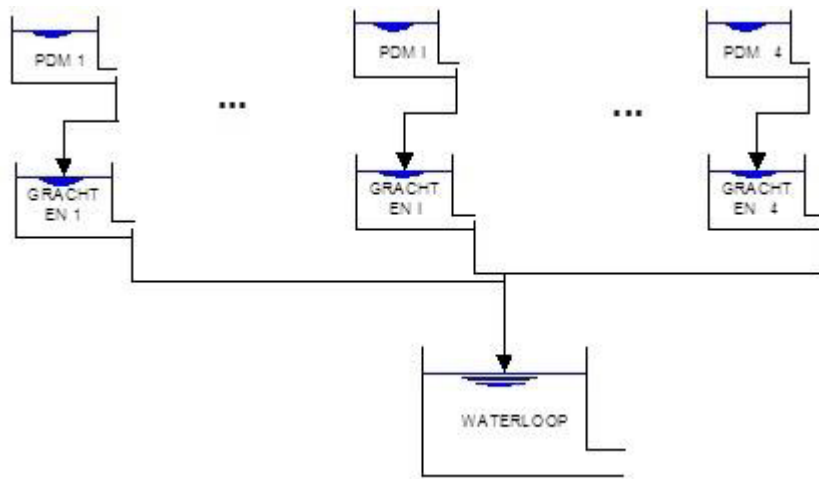 PDM 1
PDM I
PDM 4
...
...
GRACHT
EN 1
GRACHT
EN I
GRACHT
EN 4
WATERLOOP